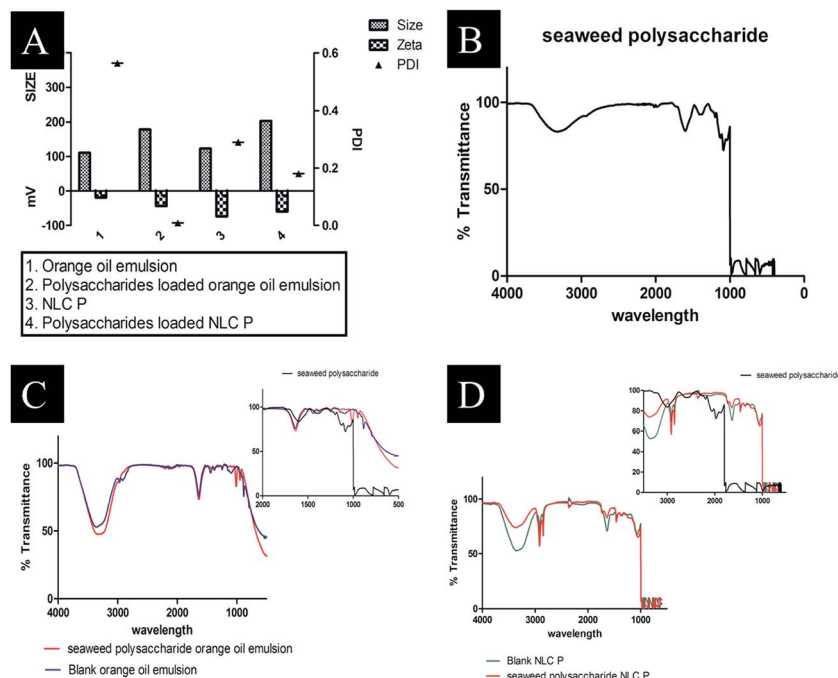 A
Size
Zeta
PDI
SIZE
mV
400
300
200
100
0
-100
0.6
0.4
0.2
0.0
PDI
1
2
3
4
1. Orange oil emulsion
2. Polysaccharides loaded orange oil emulsion
3. NLC P
4. Polysaccharides loaded NLC P
B
seaweed polysaccharide
% Transmittance
100
50
0
4000 3000 2000 1000 0
wavelength
C
seaweed polysaccharide
100
50
0
2000 1500 1000 500
% Transmittance
100
50
0
4000 3000 2000 1000
wavelength
seaweed polysaccharide orange oil emulsion
Blank orange oil emulsion
D
seaweed polysaccharide
100
80
60
40
20
0
3000 2000 1000
% Transmittance
100
50
0
4000 3000 2000 1000
wavelength
Blank NLC P
seaweed polysaccharide NLC P